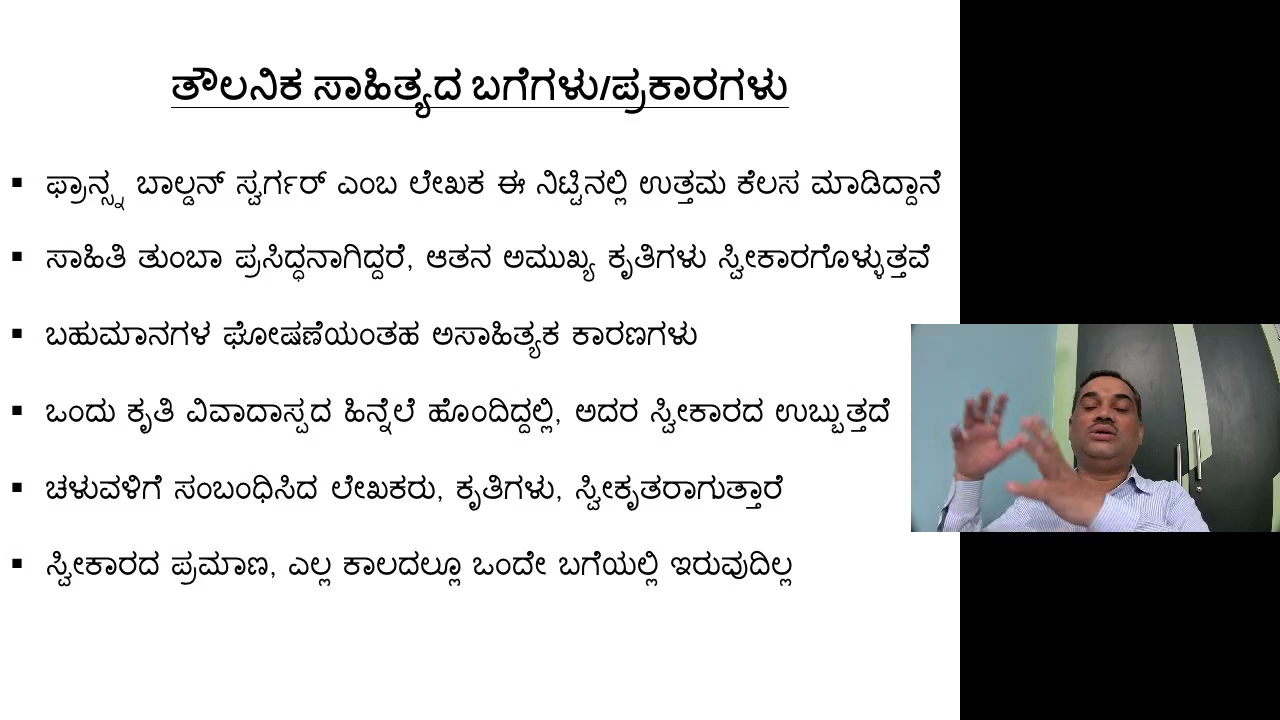 ತೌಲನಿಕ ಸಾಹಿತ್ಯದ ಬಗೆಗಳು/ಪ್ರಕಾರಗಳು
ಫ್ರಾನ್ಸ್ನ ಬಾಲ್ಡನ್ ಸ್ವರ್ಗರ್ ಎಂಬ ಲೇಖಕ ಈ ನಿಟ್ಟಿನಲ್ಲಿ ಉತ್ತಮ ಕೆಲಸ ಮಾಡಿದ್ದಾನೆ
ಸಾಹಿತಿ ತುಂಬಾ ಪ್ರಸಿದ್ಧನಾಗಿದ್ದರೆ, ಆತನ ಅಮುಖ್ಯ ಕೃತಿಗಳು ಸ್ವೀಕಾರಗೊಳ್ಳುತ್ತವೆ
ಬಹುಮಾನಗಳ ಘೋಷಣೆಯಂತಹ ಅಸಾಹಿತ್ಯಕ ಕಾರಣಗಳು
ಒಂದು ಕೃತಿ ವಿವಾದಾಸ್ಪದ ಹಿನ್ನೆಲೆ ಹೊಂದಿದ್ದಲ್ಲಿ, ಅದರ ಸ್ವೀಕಾರದ ಉಬ್ಬುತ್ತದೆ
ಚಳುವಳಿಗೆ ಸಂಬಂಧಿಸಿದ ಲೇಖಕರು, ಕೃತಿಗಳು, ಸ್ವೀಕೃತರಾಗುತ್ತಾರೆ
ಸ್ವೀಕಾರದ ಪ್ರಮಾಣ, ಎಲ್ಲ ಕಾಲದಲ್ಲೂ ಒಂದೇ ಬಗೆಯಲ್ಲಿ ಇರುವುದಿಲ್ಲ